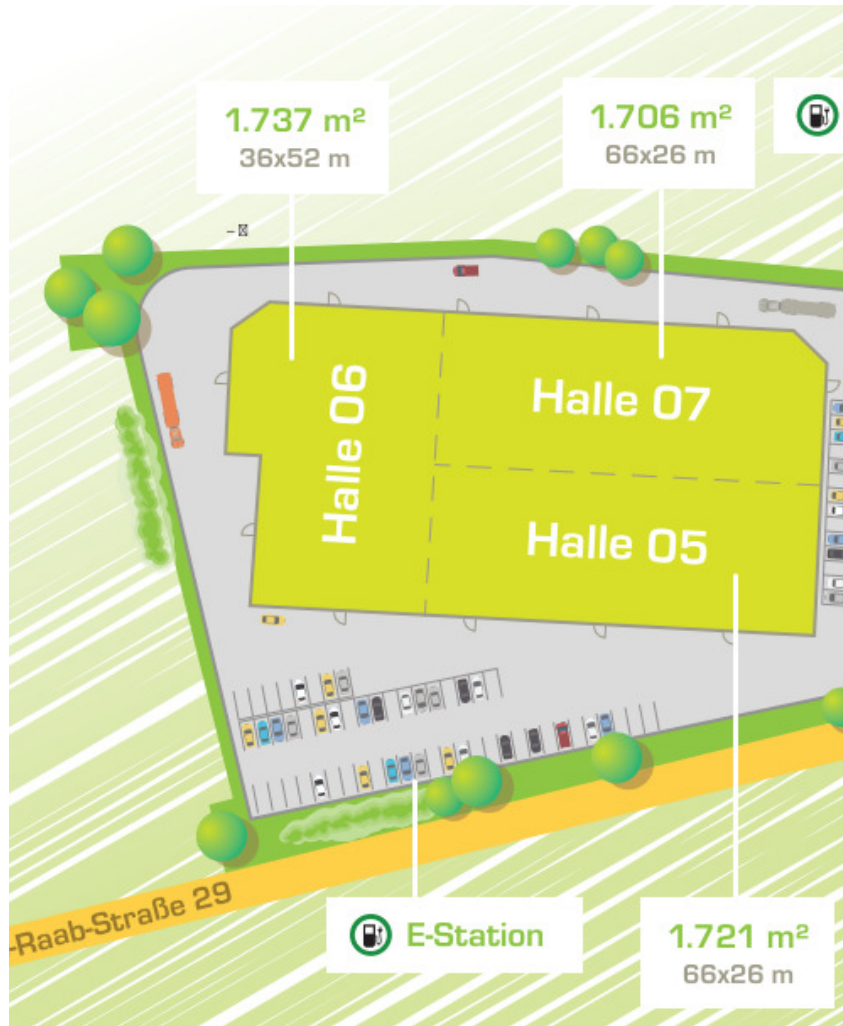 1.737 m²
36x52 m
1.706 m²
66x26 m
Halle 06
Halle 07
Halle 05
-Raab-Straße 29
E-Station
1.721 m²
66x26 m